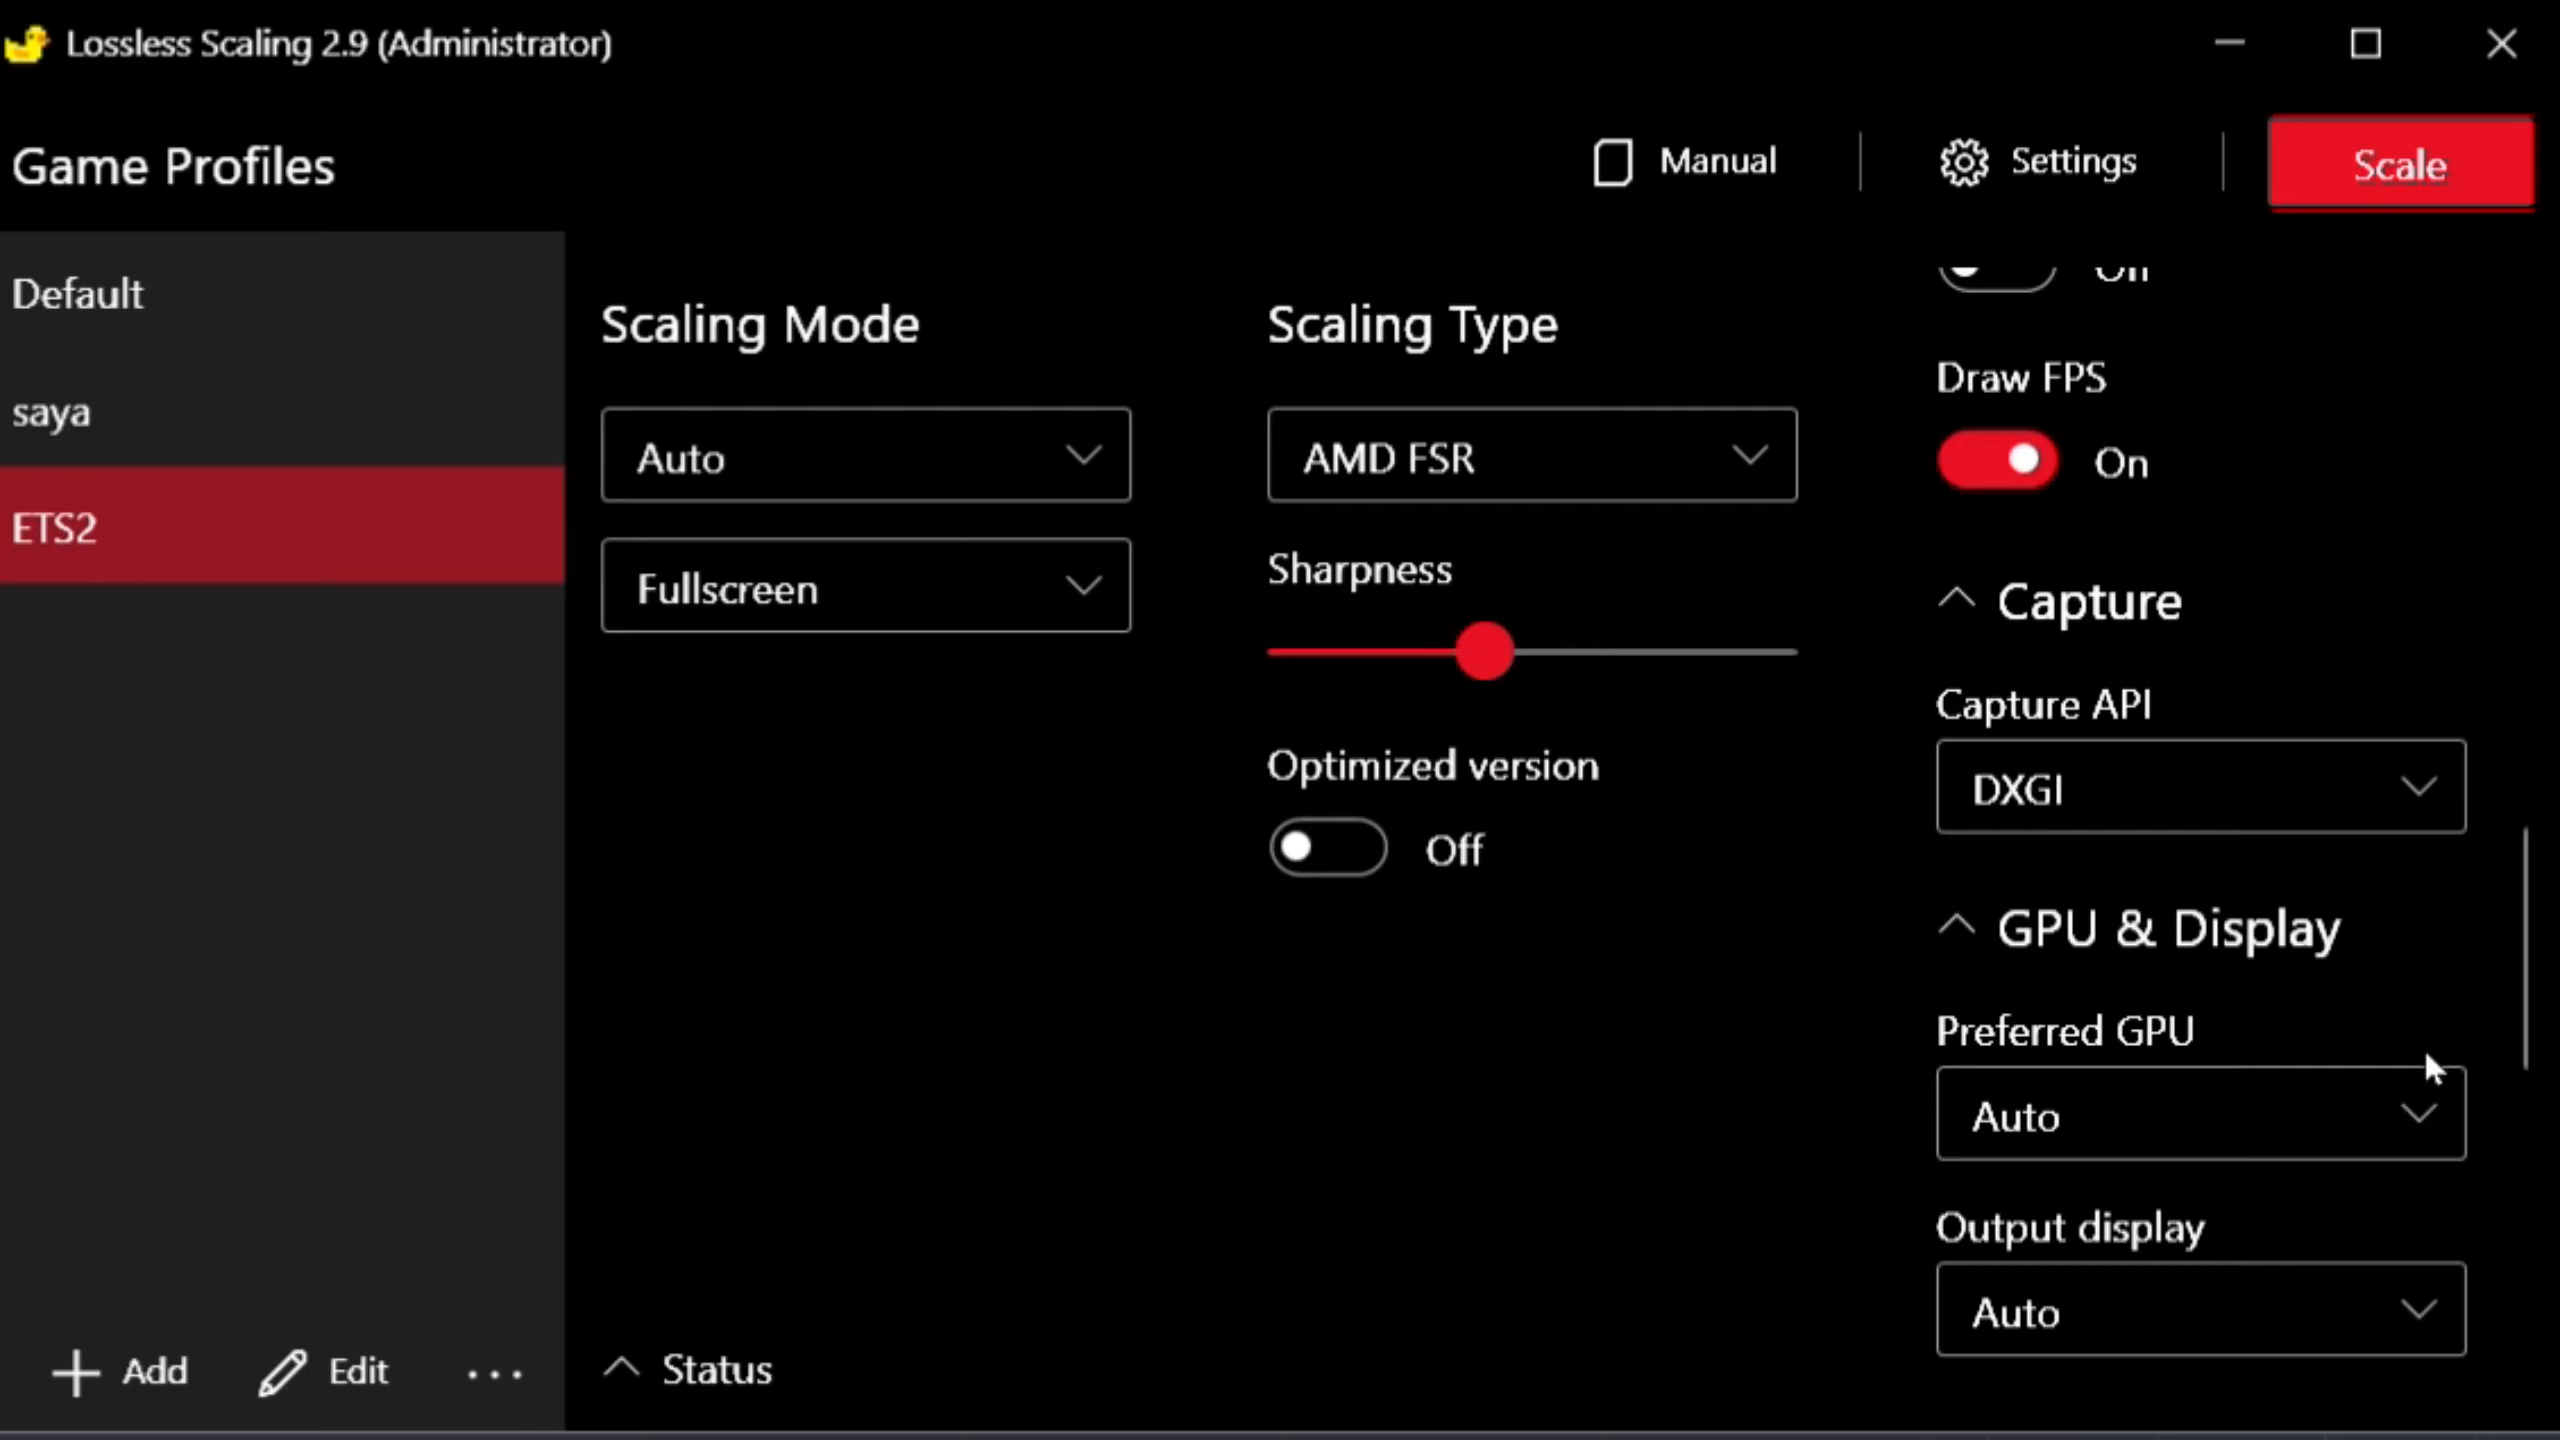 Lossless Scaling 2.9 (Administrator)
Game Profiles
Manual
Settings
Scale
Default
saya
ETS2
Add
Edit
Scaling Mode
Auto
Fullscreen
Status
Scaling Type
AMD FSR
Sharpness
Optimized version
Off
Off
Draw FPS
On
Capture
Capture API
DXGI
GPU & Display
Preferred GPU
Auto
Output display
Auto